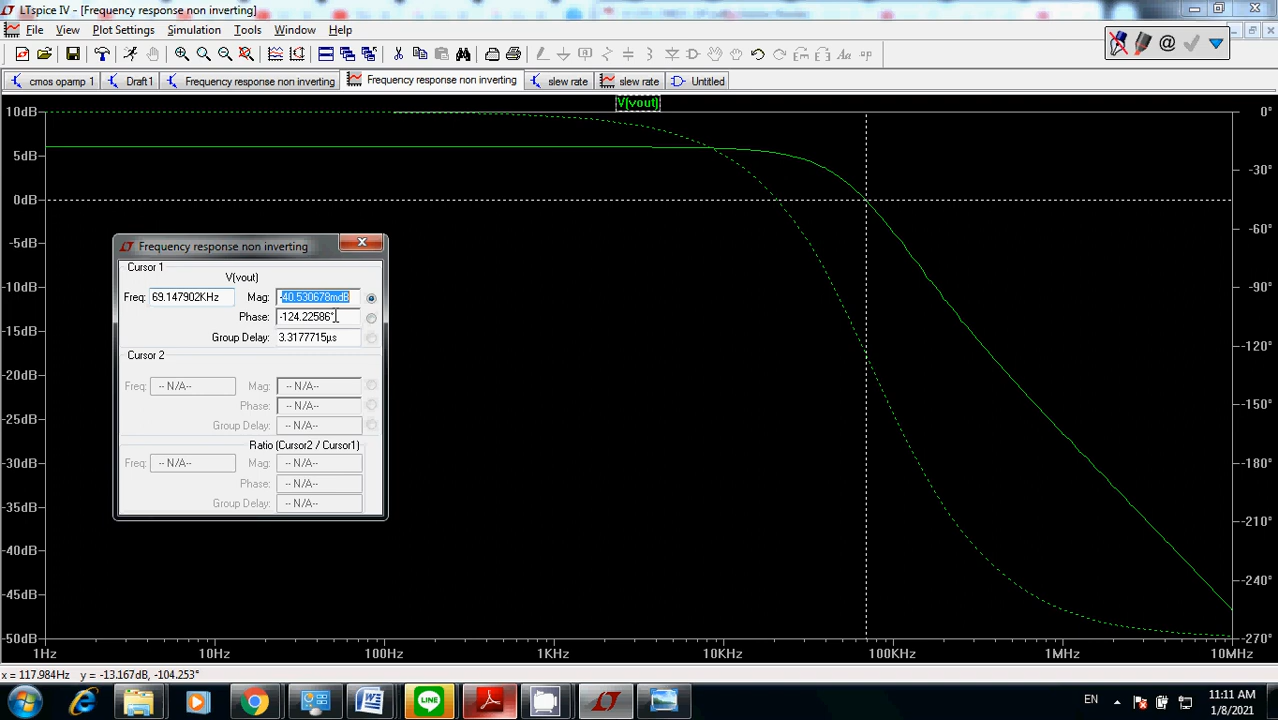 LTspice IV - [Frequency response non inverting]
File View Plot Settings Simulation Tools Window Help
cmos opamp 1 Draft1 Frequency response non inverting Frequency response non inverting slew rate slew rate Untitled
V(vout)
10dB 0°
5dB -30°
0dB -60°
-5dB -90°
-10dB
-15dB -120°
-20dB -150°
-25dB
-30dB -180°
-35dB -210°
-40dB -240°
-45dB
-50dB -270°
1Hz 10Hz 100Hz 1KHz 10KHz 100KHz 1MHz 10MHz
Frequency response non inverting
Cursor 1
V(vout)
Freq: 69.147902KHz Mag: -40.530678mdB
Phase: -124.22586°
Group Delay: 3.3177715µs
Cursor 2
Freq: -- N/A-- Mag: -- N/A--
Phase: -- N/A--
Group Delay: -- N/A--
Ratio (Cursor2 / Cursor1)
Freq: -- N/A-- Mag: -- N/A--
Phase: -- N/A--
Group Delay: -- N/A--
x = 117.984Hz y = -13.167dB, -104.253°
LINE
EN
11:11 AM
1/8/2021